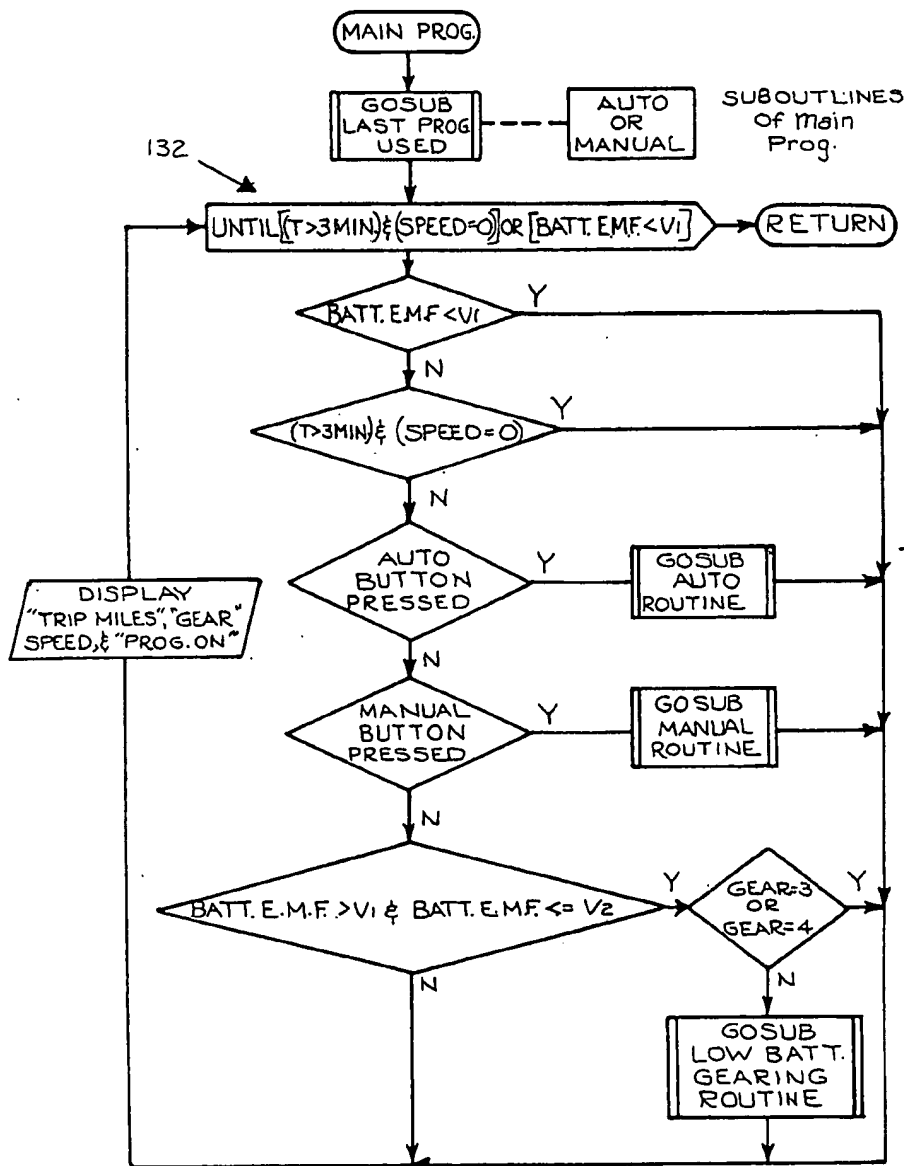 MAIN PROG.
GOSUB
LAST PROG.
USED
AUTO
OR
MANUAL
SUBOUTLINES
Of Main
Prog.
132
UNTIL[(T>3MIN)&(SPEED=0)]OR[BATT.E.M.F.<V1]
RETURN
BATT.E.M.F<V1
Y
N
(T>3MIN)&(SPEED=0)
Y
N
AUTO
BUTTON
PRESSED
Y
GOSUB
AUTO
ROUTINE
N
DISPLAY
"TRIP MILES","GEAR"
SPEED,&"PROG.ON"
MANUAL
BUTTON
PRESSED
Y
GOSUB
MANUAL
ROUTINE
N
BATT.E.M.F.>V1 & BATT.E.M.F.<= V2
Y
GEAR=3
OR
GEAR=4
Y
N
N
GOSUB
LOW BATT.
GEARING
ROUTINE